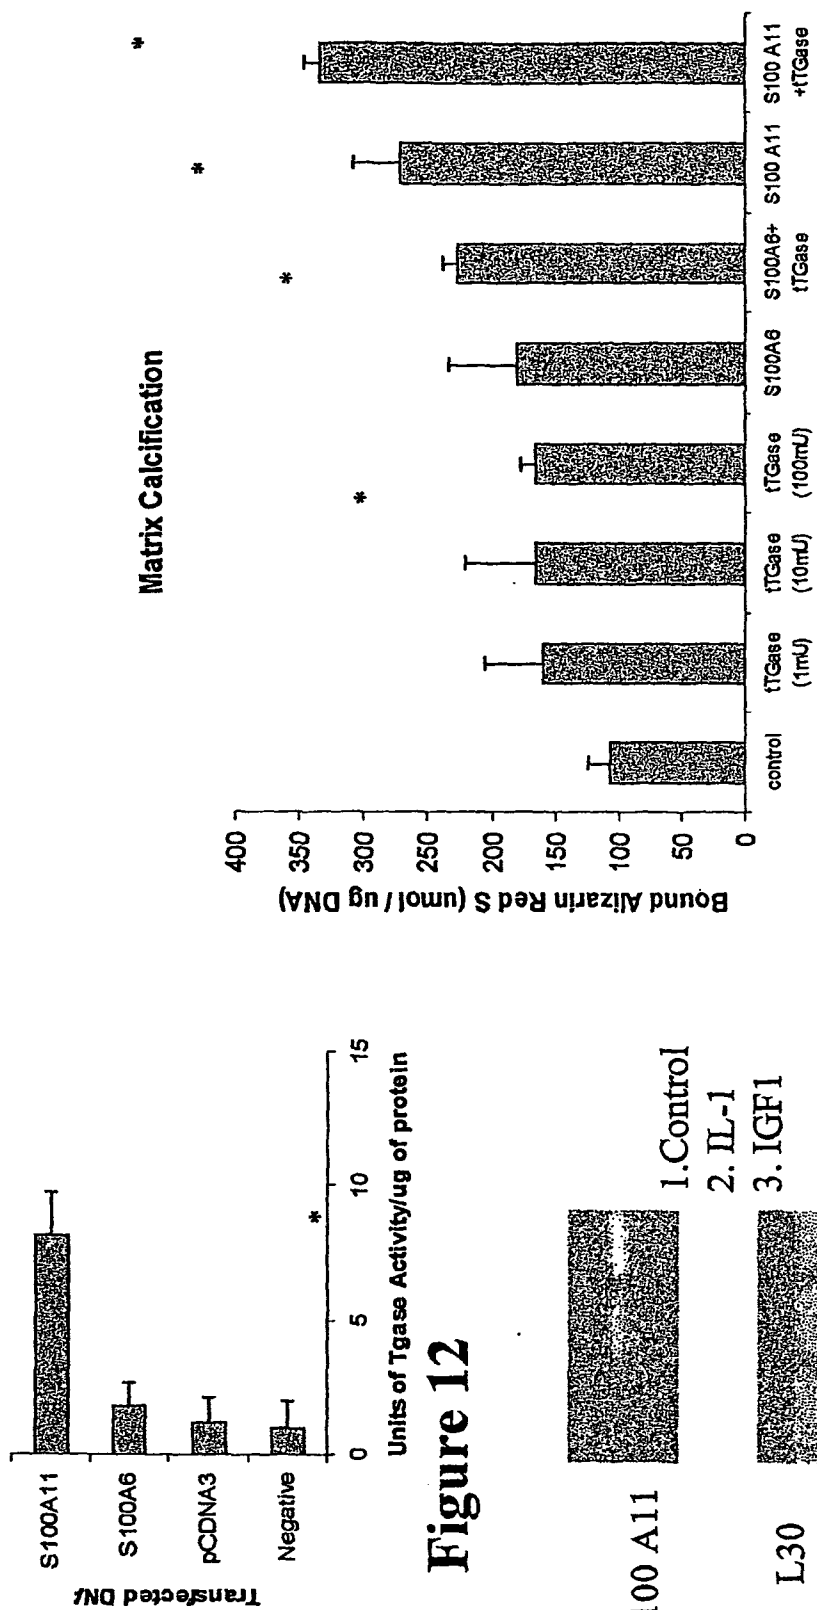 Transfected DNA
S100A11
S100A6
pCDNA3
Negative
0
5
10
15
*
Units of Tgase Activity/ug of protein
Figure 12
100 A11
L30
1.Control
2. IL-1
3. IGF1
Matrix Calcification
Bound Alizarin Red S (umol / ug DNA)
400
350
300
250
200
150
100
50
0
*
*
*
*
control
tTGase
(1mU)
tTGase
(10mU)
tTGase
(100mU)
S100A6
S100A6+
tTGase
S100 A11
S100 A11
+tTGase